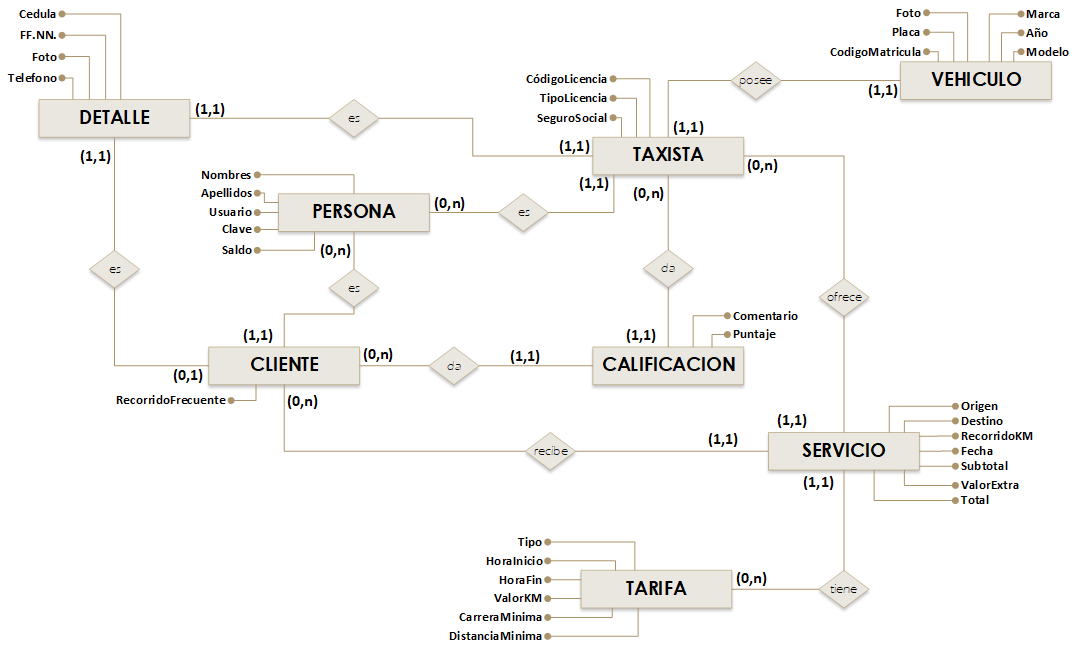 Cedula
FF.NN.
Foto
Telefono
DETALLE
(1,1)
(1,1)
es
es
Foto
Placa
CodigoMatricula
Marca
Año
Modelo
VEHICULO
(1,1)
posee
CódigoLicencia
TipoLicencia
SeguroSocial
(1,1)
TAXISTA
(1,1)
(1,1)
(0,n)
(0,n)
Nombres
Apellidos
Usuario
Clave
Saldo
PERSONA
(0,n)
(0,n)
es
es
da
ofrece
(1,1)
CLIENTE
(0,1)
(0,n)
(0,n)
RecorridoFrecuente
da
(1,1)
(1,1)
CALIFICACION
Comentario
Puntaje
recibe
(1,1)
(1,1)
SERVICIO
(1,1)
Origen
Destino
RecorridoKM
Fecha
Subtotal
ValorExtra
Total
Tipo
HoraInicio
HoraFin
ValorKM
CarreraMinima
DistanciaMinima
TARIFA
(0,n)
tiene